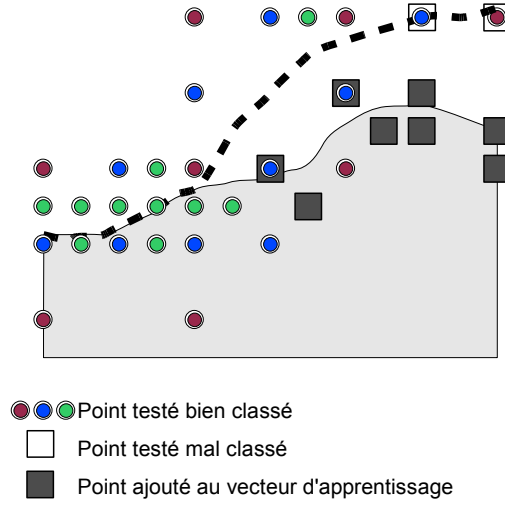 Point testé bien classé
Point testé mal classé
Point ajouté au vecteur d'apprentissage